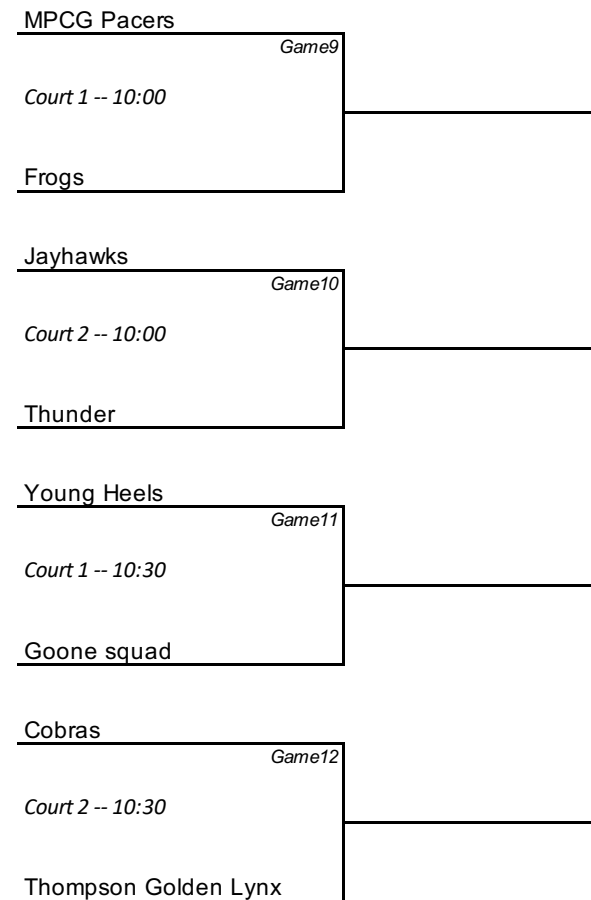 MPCG Pacers
Game9
Court 1 -- 10:00
Frogs
Jayhawks
Game10
Court 2 -- 10:00
Thunder
Young Heels
Game11
Court 1 -- 10:30
Goone squad
Cobras
Game12
Court 2 -- 10:30
Thompson Golden Lynx